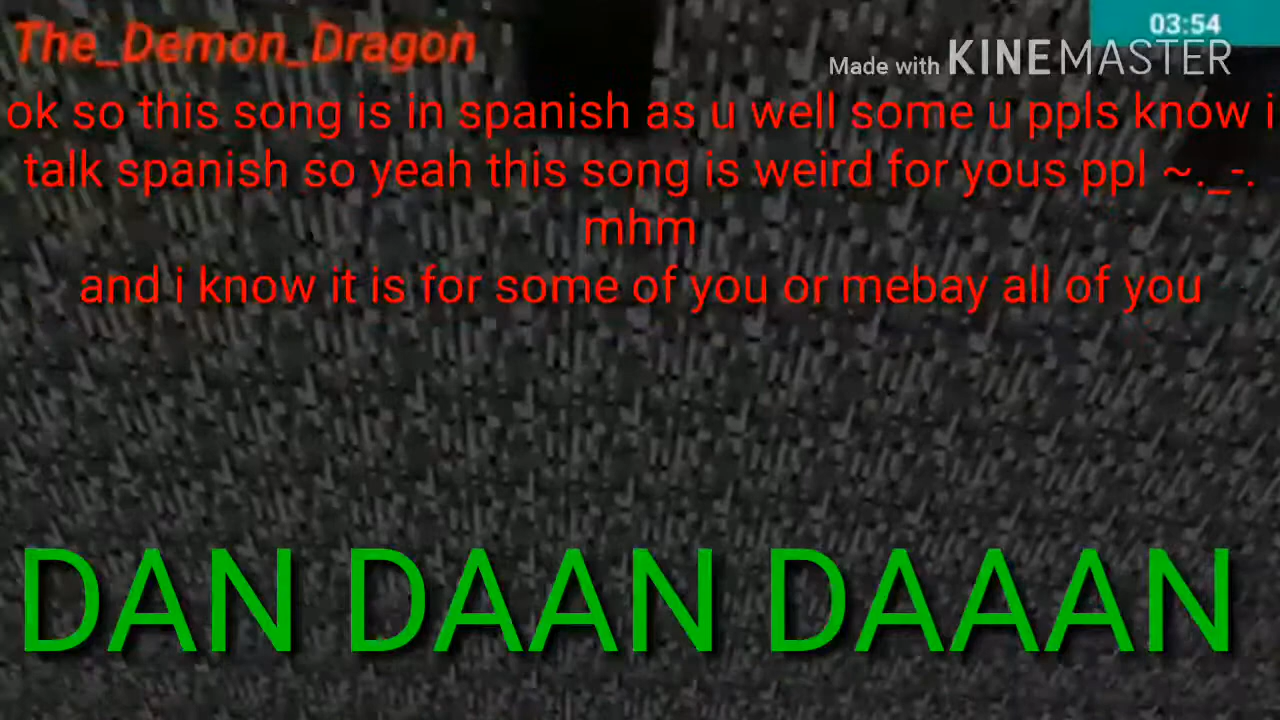 03:54
The_Demon_Dragon
Made with KINEMASTER
ok so this song is in spanish as u well some u ppls know i
talk spanish so yeah this song is weird for yous ppl ~._-.
mhm
and i know it is for some of you or mebay all of you
DAN DAAN DAAAN